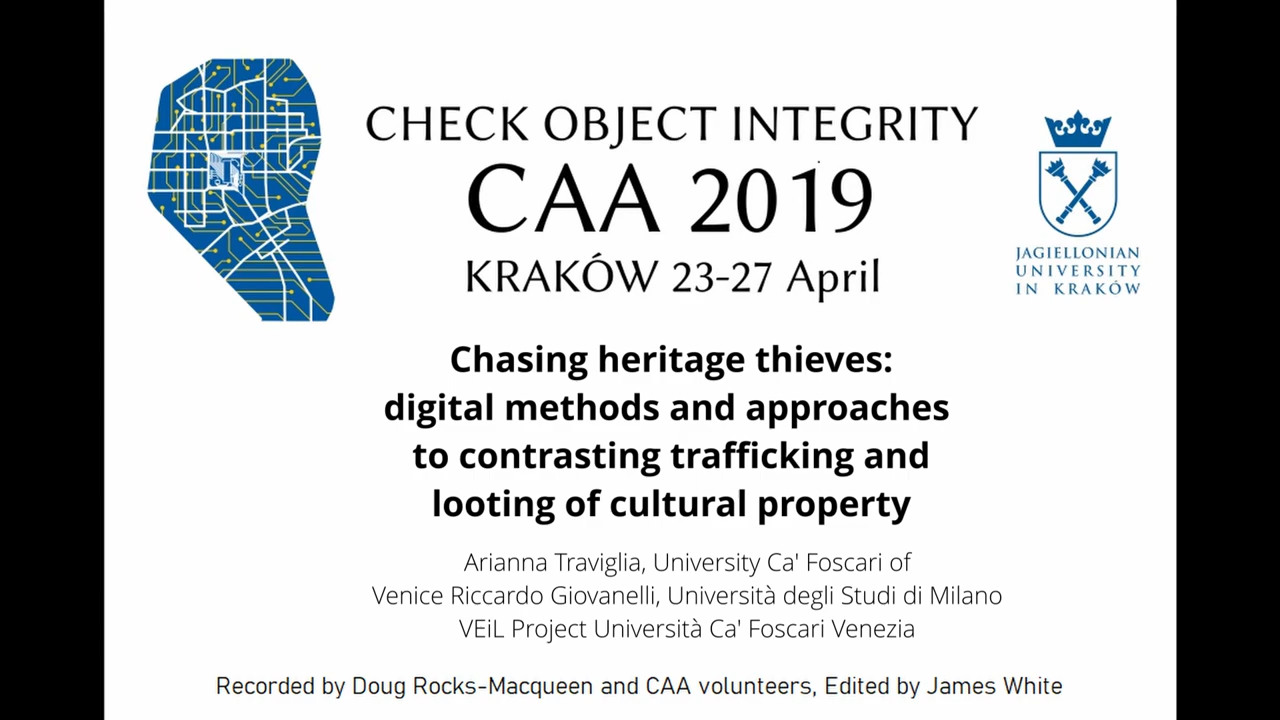 CHECK OBJECT INTEGRITY
CAA 2019
KRAKÓW 23-27 April
JAGIELLONIAN
UNIVERSITY
IN KRAKÓW
Chasing heritage thieves:
digital methods and approaches
to contrasting trafficking and
looting of cultural property
Arianna Traviglia, University Ca' Foscari of
Venice Riccardo Giovanelli, Università degli Studi di Milano
VEiL Project Università Ca' Foscari Venezia
Recorded by Doug Rocks-Macqueen and CAA volunteers, Edited by James White